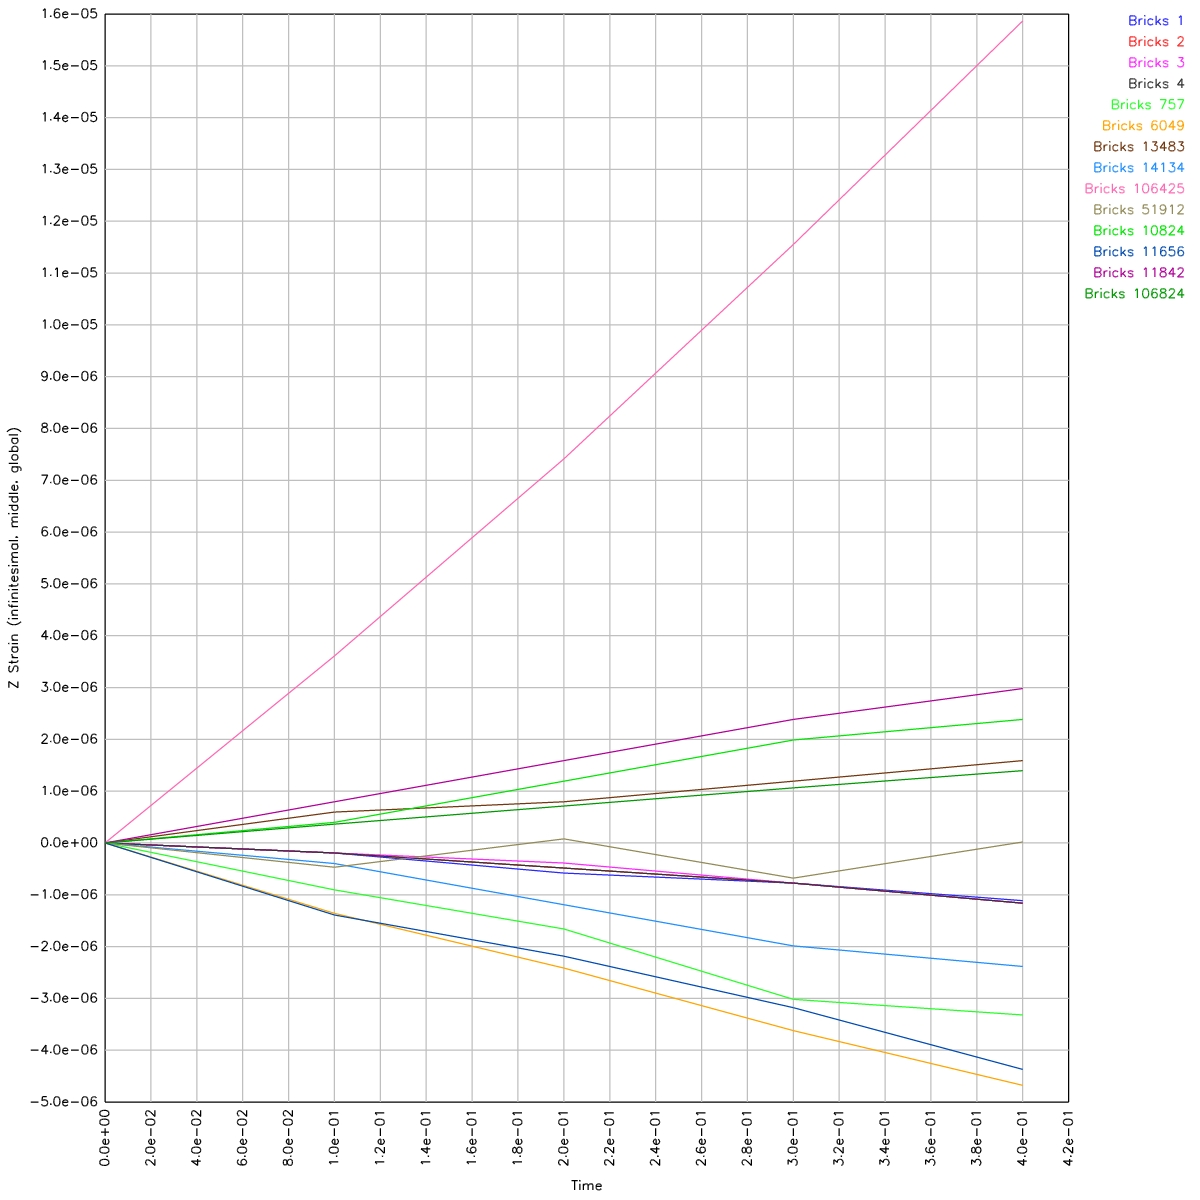 1.6e−05
1.5e−05
1.4e−05
1.3e−05
1.2e−05
1.1e−05
1.0e−05
9.0e−06
8.0e−06
7.0e−06
6.0e−06
5.0e−06
4.0e−06
3.0e−06
2.0e−06
1.0e−06
0.0e+00
−1.0e−06
−2.0e−06
−3.0e−06
−4.0e−06
−5.0e−06
Z Strain (infinitesimal, middle, global)
0.0e+00
2.0e−02
4.0e−02
6.0e−02
8.0e−02
1.0e−01
1.2e−01
1.4e−01
1.6e−01
1.8e−01
2.0e−01
2.2e−01
2.4e−01
2.6e−01
2.8e−01
3.0e−01
3.2e−01
3.4e−01
3.6e−01
3.8e−01
4.0e−01
4.2e−01
Time
Bricks 1
Bricks 2
Bricks 3
Bricks 4
Bricks 757
Bricks 6049
Bricks 13483
Bricks 14134
Bricks 106425
Bricks 51912
Bricks 10824
Bricks 11656
Bricks 11842
Bricks 106824